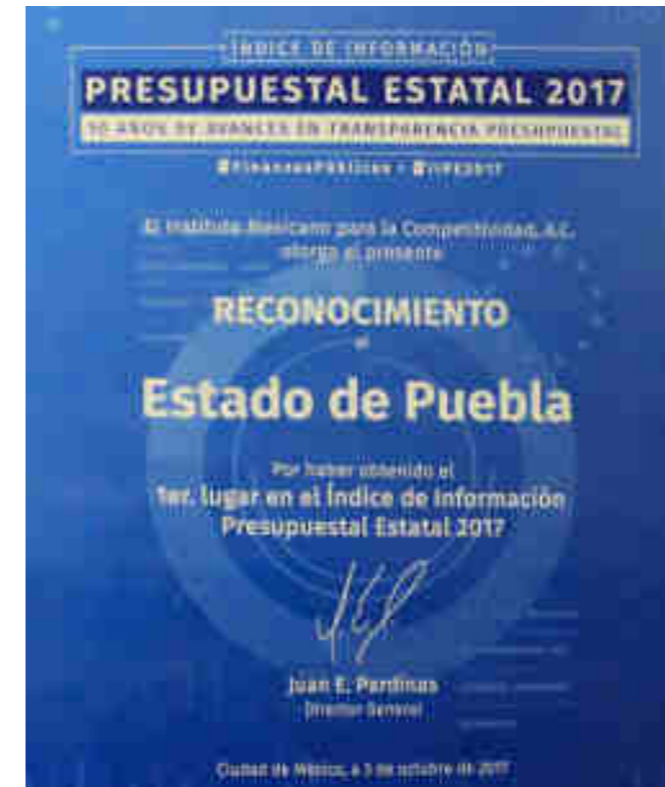 ÍNDICE DE INFORMACIÓN
PRESUPUESTAL ESTATAL 2017
10 AÑOS DE AVANCES EN TRANSPARENCIA PRESUPUESTAL
#FinanzasPúblicas • #IIPE2017
El Instituto Mexicano para la Competitividad, A.C.
otorga el presente
RECONOCIMIENTO
al
Estado de Puebla
Por haber obtenido el
1er. lugar en el Índice de Información
Presupuestal Estatal 2017
Juan E. Pardinas
Director General
Ciudad de México, a 3 de octubre de 2017